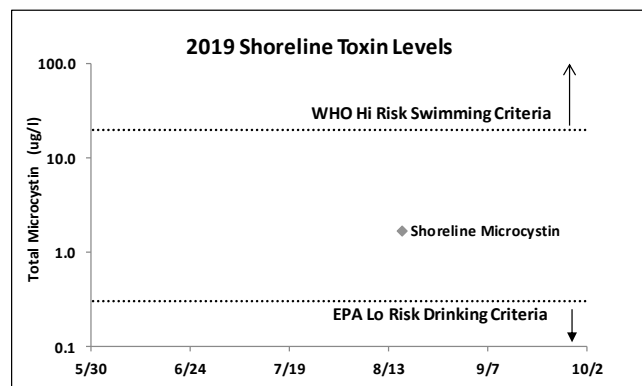 2019 Shoreline Toxin Levels
100.0
WHO Hi Risk Swimming Criteria
10.0
Total Microcystin (ug/l)
Shoreline Microcystin
1.0
EPA Lo Risk Drinking Criteria
0.1
5/30 6/24 7/19 8/13 9/7 10/2